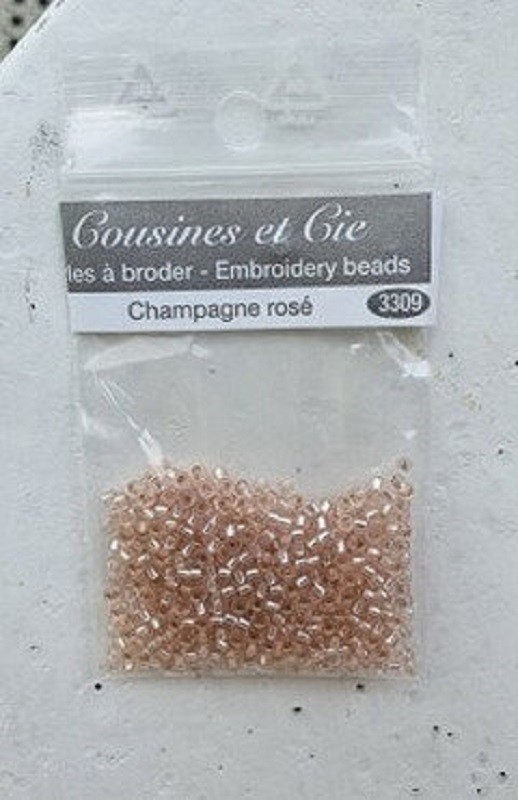 Cousines et Cie
les à broder - Embroidery beads
Champagne rosé 3309